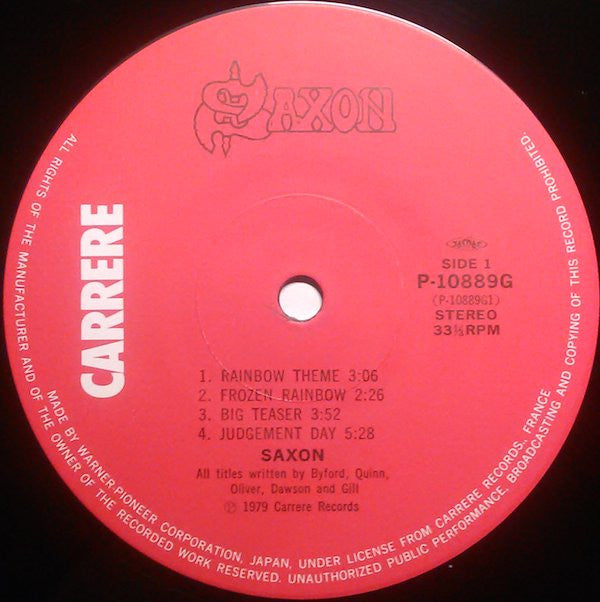 SAXON
CARRERE
SIDE 1
P-10889G
(P-10889G1)
STEREO
33⅓RPM
1. RAINBOW THEME 3:06
2. FROZEN RAINBOW 2:26
3. BIG TEASER 3:52
4. JUDGEMENT DAY 5:28
SAXON
All titles written by Byford, Quinn,
Oliver, Dawson and Gill
Ⓟ 1979 Carrere Records
ALL RIGHTS OF THE MANUFACTURER AND OF THE OWNER OF THE RECORDED WORK RESERVED. UNAUTHORIZED PUBLIC PERFORMANCE, BROADCASTING AND COPYING OF THIS RECORD PROHIBITED.
MADE BY WARNER-PIONEER CORPORATION, JAPAN, UNDER LICENSE FROM CARRERE RECORDS., FRANCE